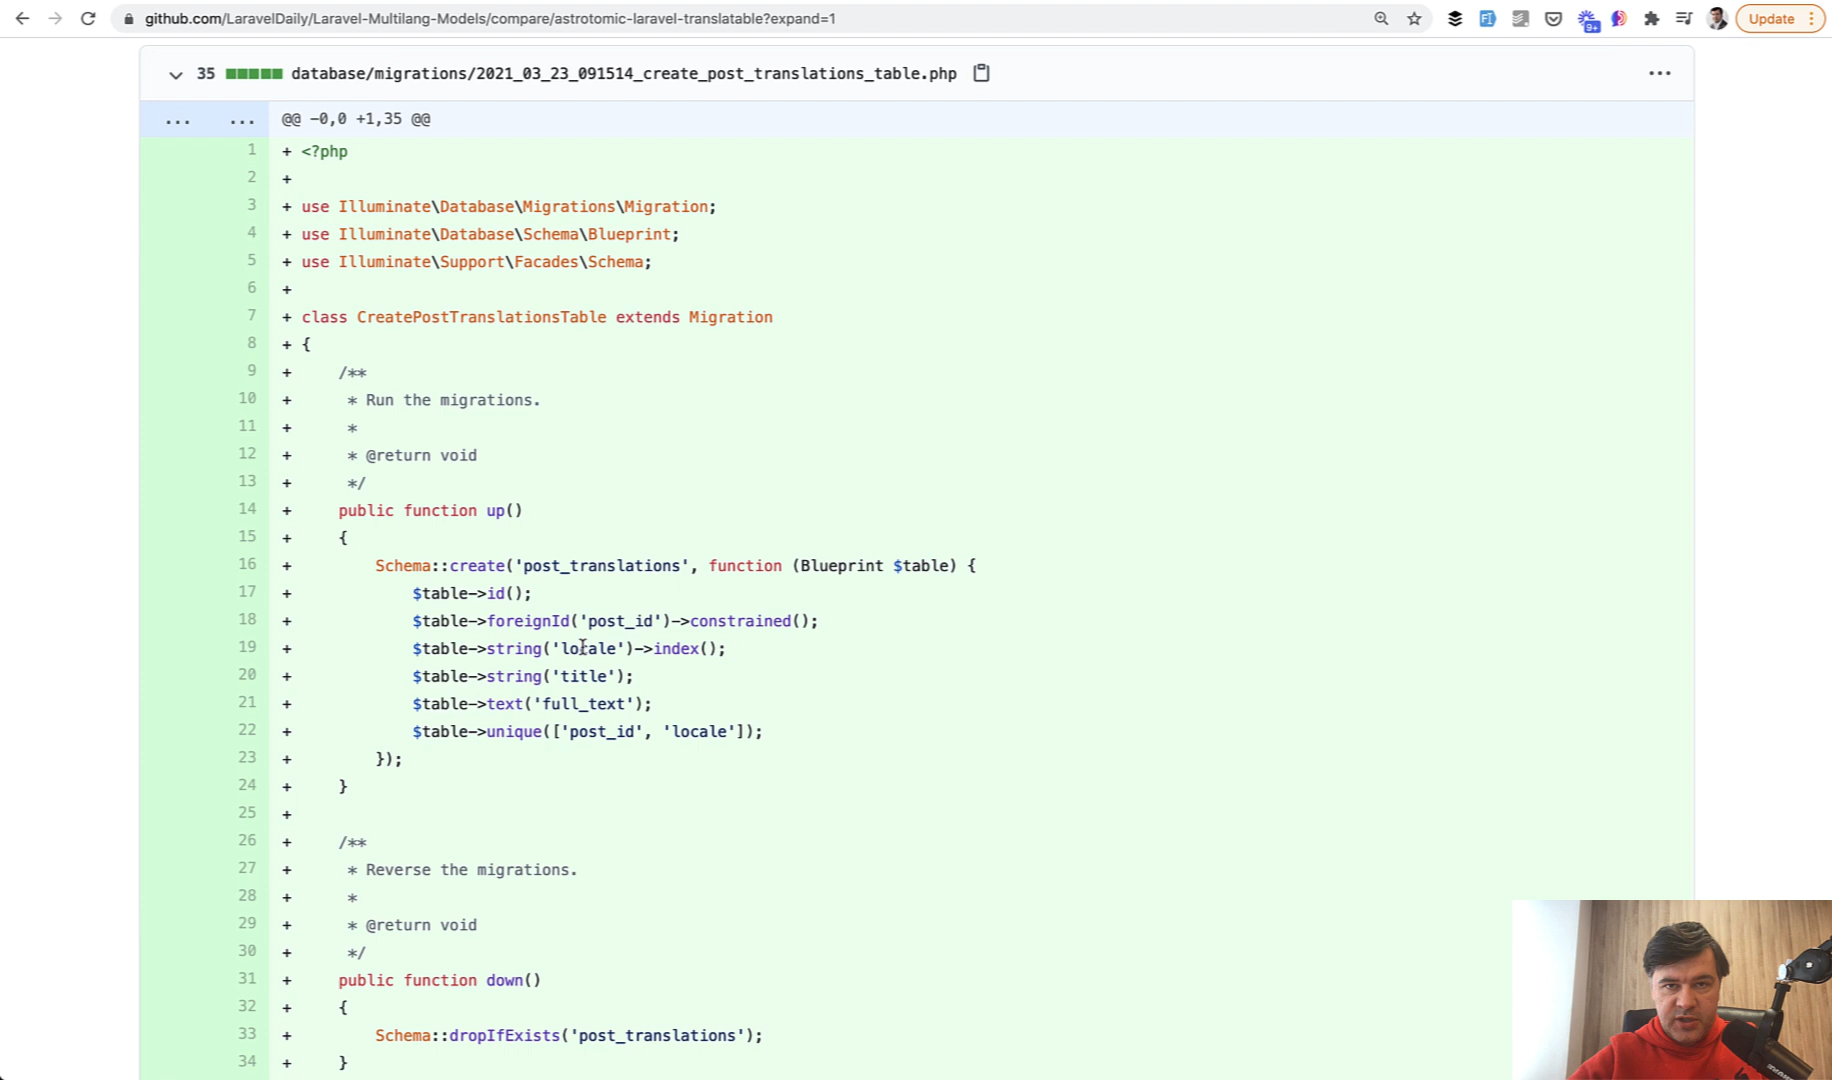 github.com/LaravelDaily/Laravel-Multilang-Models/compare/astrotomic-laravel-translatable?expand=1
9+
Update
35 database/migrations/2021_03_23_091514_create_post_translations_table.php
... ... @@ -0,0 +1,35 @@
1 + <?php
2 +
3 + use Illuminate\Database\Migrations\Migration;
4 + use Illuminate\Database\Schema\Blueprint;
5 + use Illuminate\Support\Facades\Schema;
6 +
7 + class CreatePostTranslationsTable extends Migration
8 + {
9 +     /**
10 +      * Run the migrations.
11 +      *
12 +      * @return void
13 +      */
14 +     public function up()
15 +     {
16 +         Schema::create('post_translations', function (Blueprint $table) {
17 +             $table->id();
18 +             $table->foreignId('post_id')->constrained();
19 +             $table->string('locale')->index();
20 +             $table->string('title');
21 +             $table->text('full_text');
22 +             $table->unique(['post_id', 'locale']);
23 +         });
24 +     }
25 +
26 +     /**
27 +      * Reverse the migrations.
28 +      *
29 +      * @return void
30 +      */
31 +     public function down()
32 +     {
33 +         Schema::dropIfExists('post_translations');
34 +     }